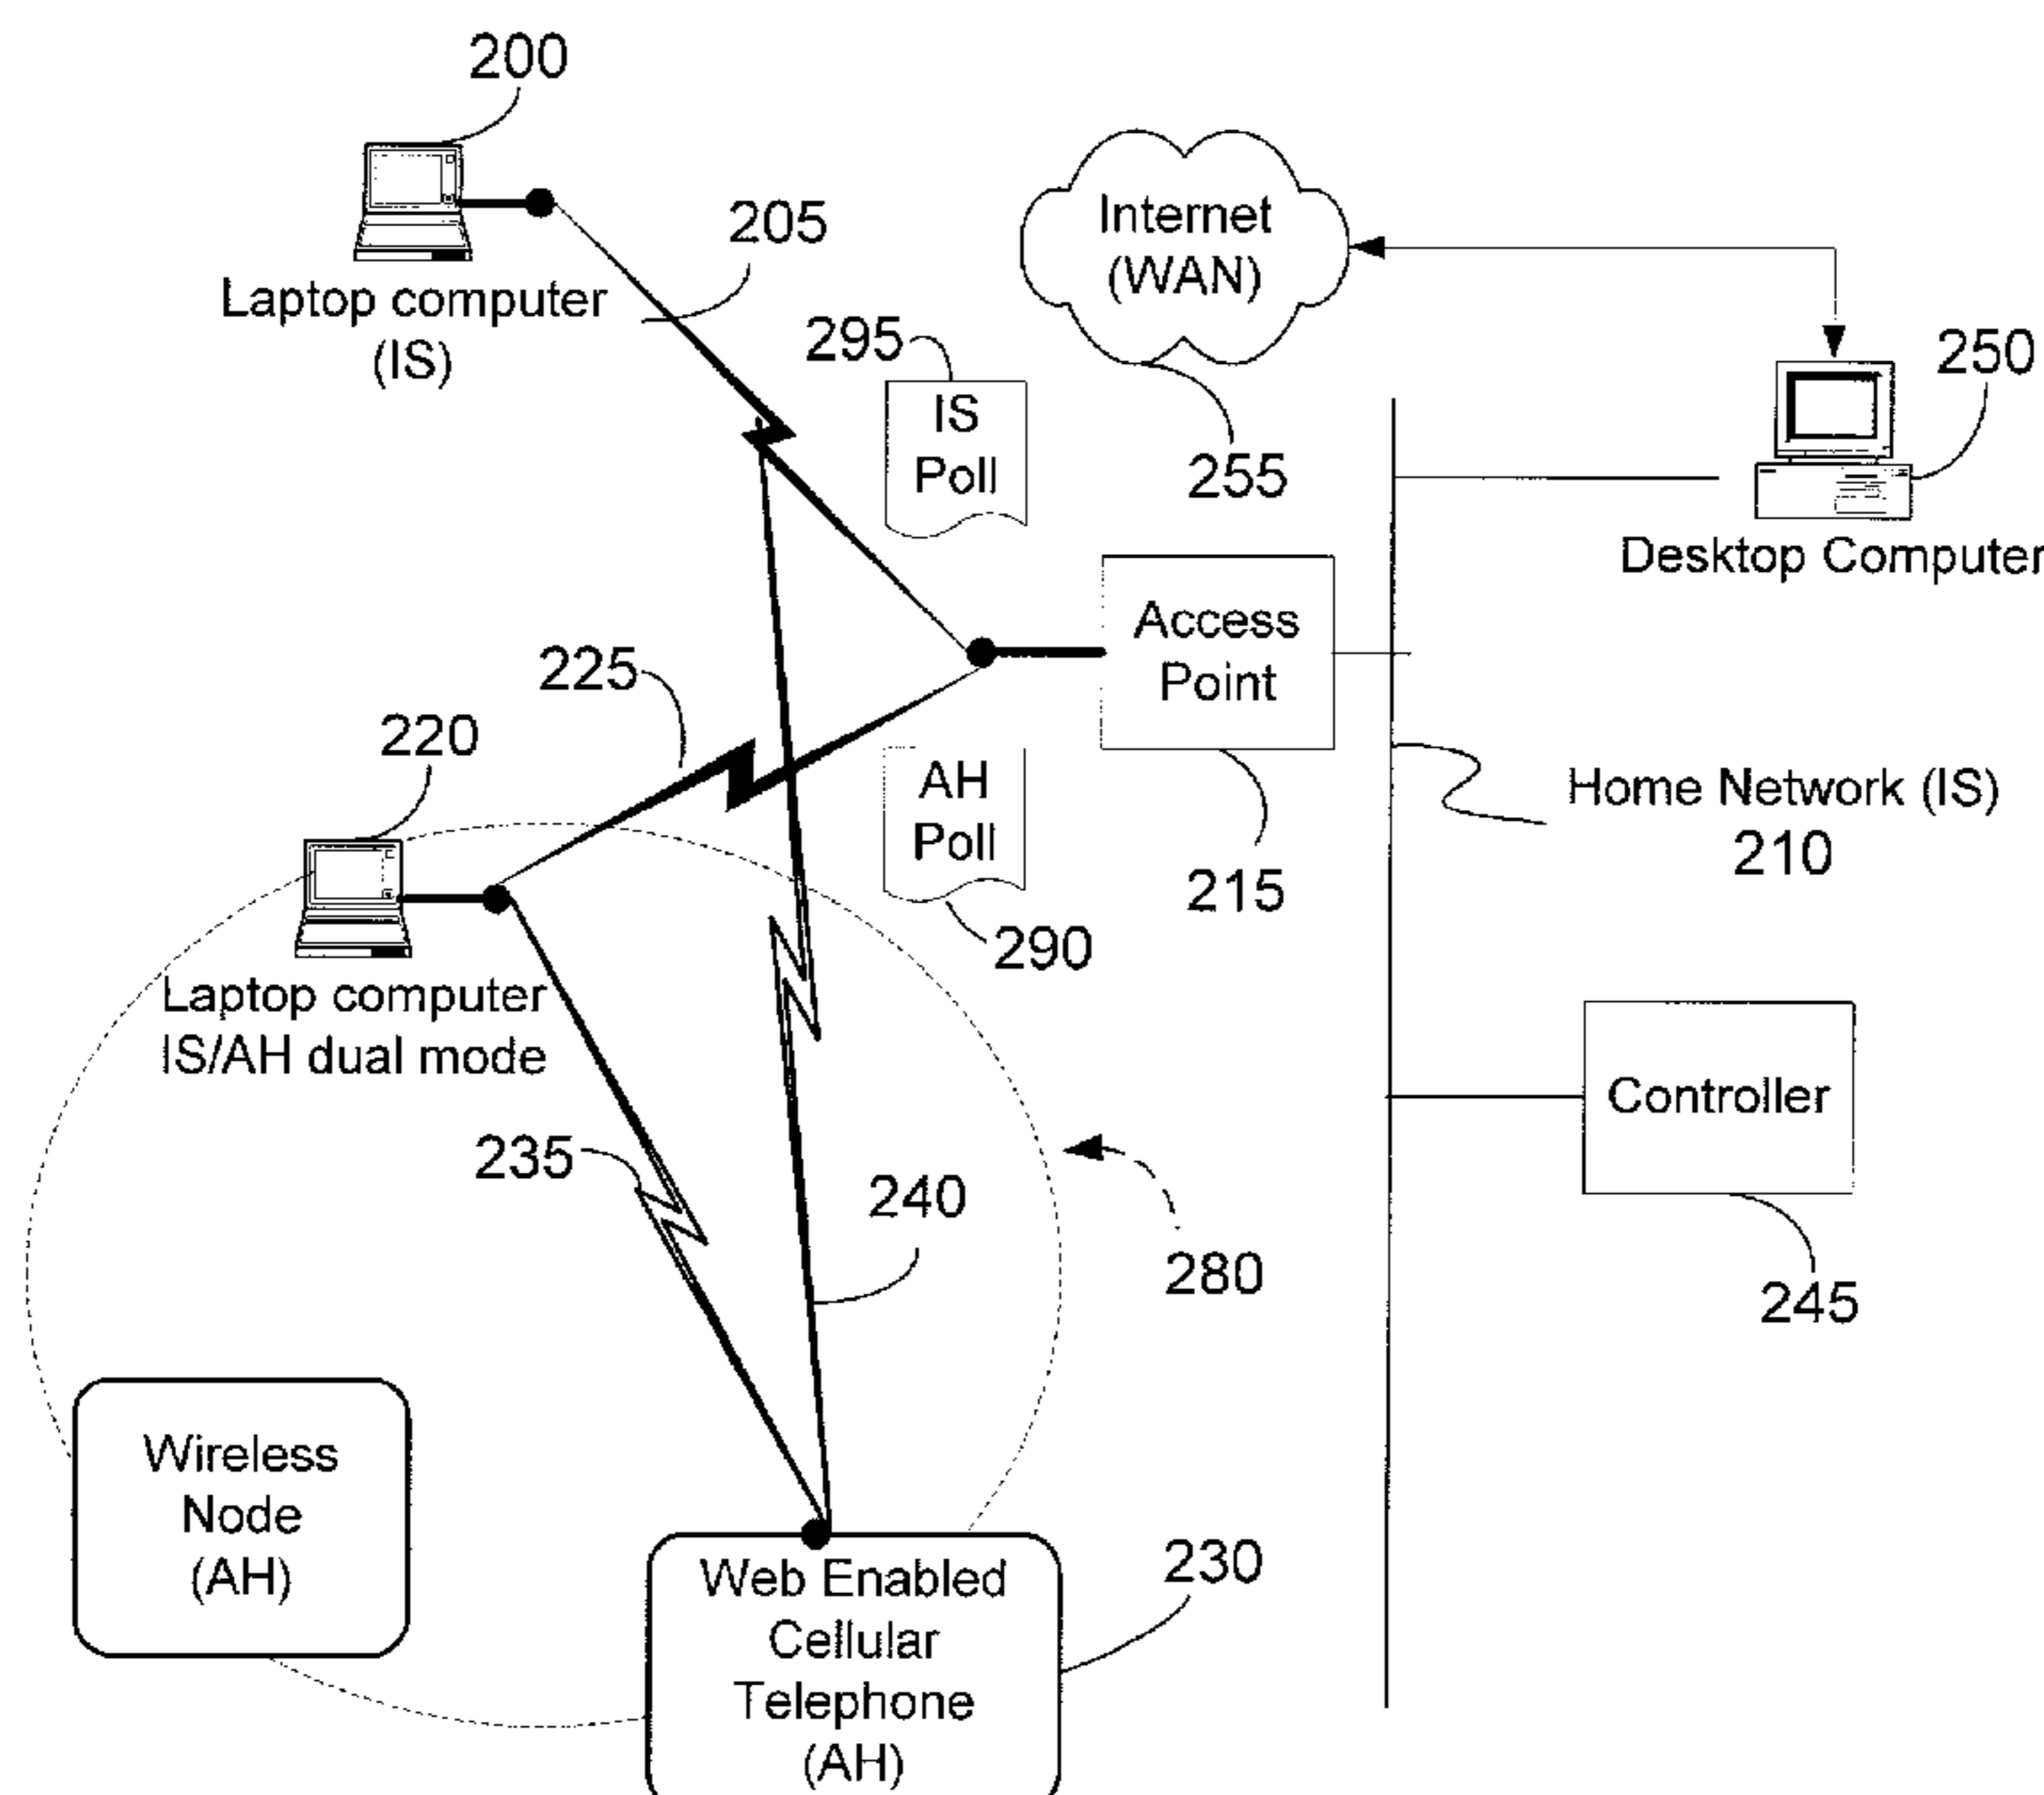 200
205
Laptop computer
(IS)
Internet
(WAN)
295
IS
Poll
255
250
Desktop Computer
Access
Point
225
220
AH
Poll
215
Home Network (IS)
210
290
Laptop computer
IS/AH dual mode
235
240
280
Controller
245
Wireless
Node
(AH)
Web Enabled
Cellular
Telephone
(AH)
230